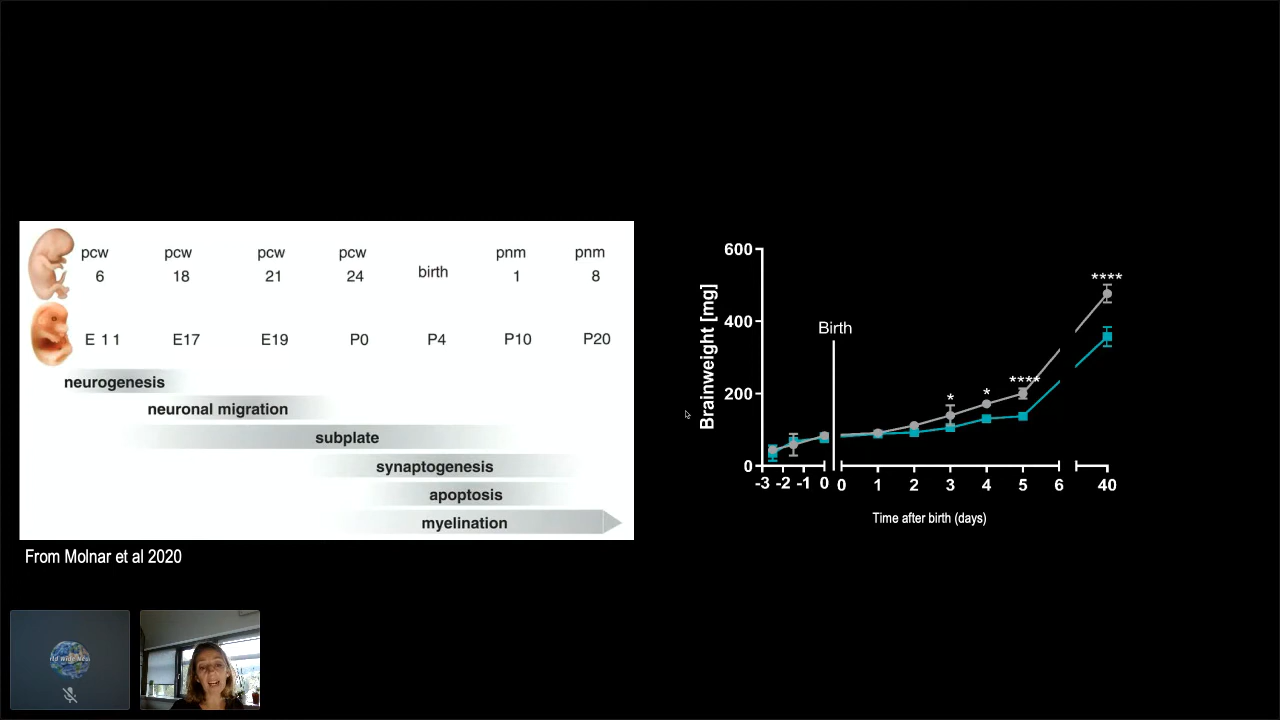 pcw pcw pcw pcw pnm pnm
6 18 21 24 birth 1 8
E 11 E17 E19 P0 P4 P10 P20
neurogenesis
neuronal migration
subplate
synaptogenesis
apoptosis
myelination
From Molnar et al 2020
Brainweight [mg]
600
400
200
0
Birth
* * **** ****
-3 -2 -1 0 0 1 2 3 4 5 6 40
Time after birth (days)